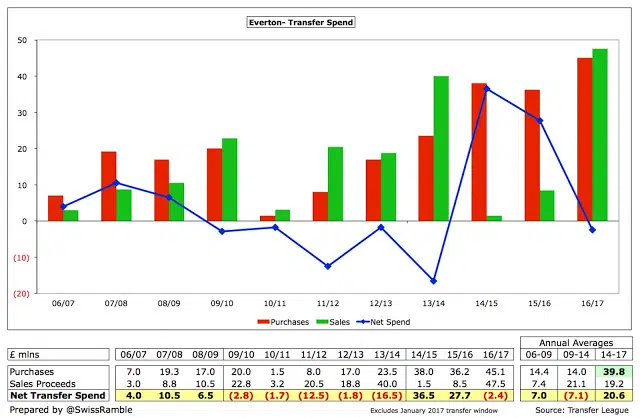 Everton- Transfer Spend
50
40
30
20
10
0
(10)
(20)
06/07 07/08 08/09 09/10 10/11 11/12 12/13 13/14 14/15 15/16 16/17
Purchases Sales Net Spend
Annual Averages
£ mlns 06/07 07/08 08/09 09/10 10/11 11/12 12/13 13/14 14/15 15/16 16/17 06-09 09-14 14-17
Purchases 7.0 19.3 17.0 20.0 1.5 8.0 17.0 23.5 38.0 36.2 45.1 14.4 14.0 39.8
Sales Proceeds 3.0 8.8 10.5 22.8 3.2 20.5 18.8 40.0 1.5 8.5 47.5 7.4 21.1 19.2
Net Transfer Spend 4.0 10.5 6.5 (2.8) (1.7) (12.5) (1.8) (16.5) 36.5 27.7 (2.4) 7.0 (7.1) 20.6
Prepared by @SwissRamble Excludes January 2017 transfer window Source: Transfer League